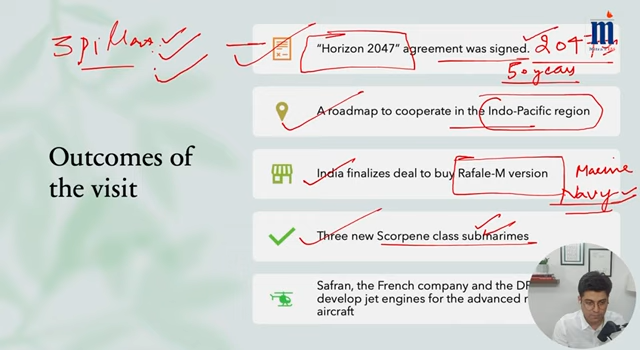 3 pillars
"Horizon 2047" agreement was signed.
2047
50 years
A roadmap to cooperate in the Indo-Pacific region
Outcomes of
the visit
India finalizes deal to buy Rafale-M version
Marine
Navy
Three new Scorpene class submarimes
Safran, the French company and the
develop jet engines for the advanced
aircraft